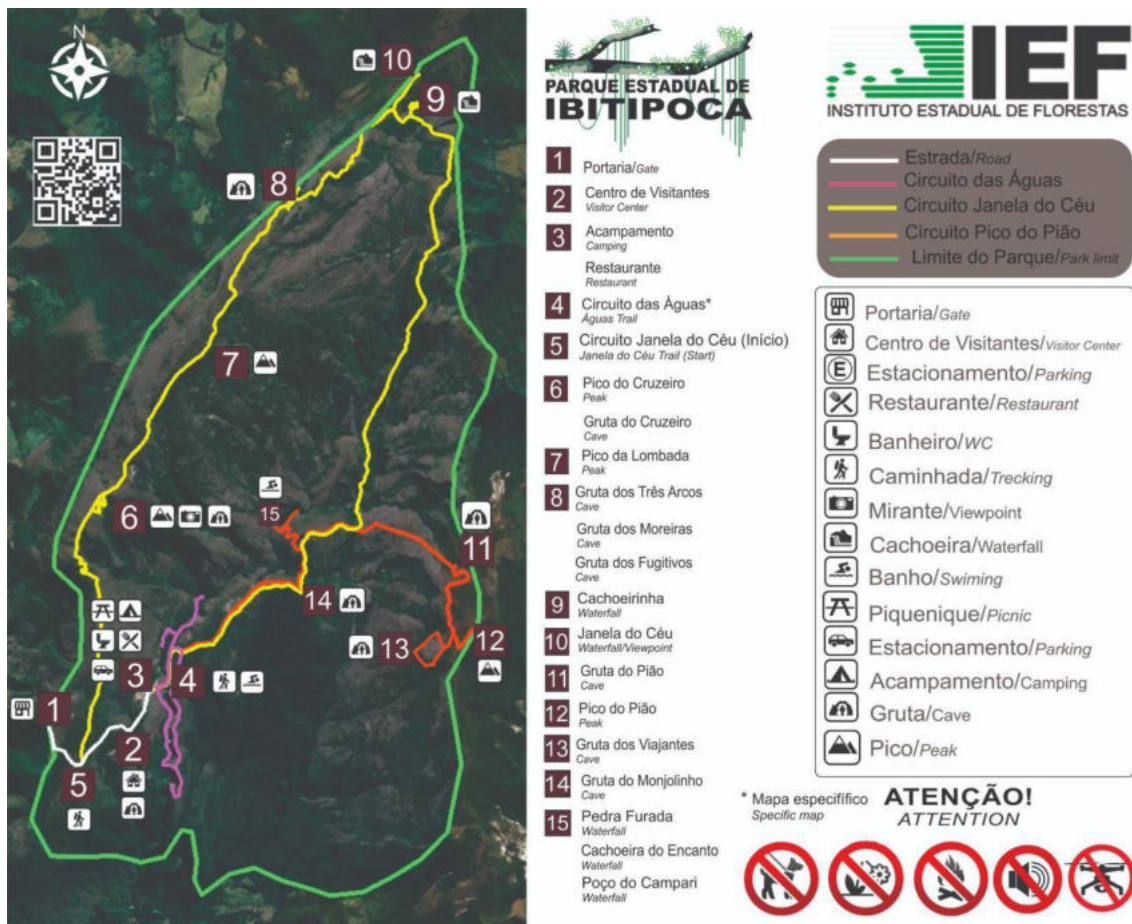 N
10
9
8
7
6
15
11
14
13
12
3
4
1
2
5
PARQUE ESTADUAL DE
IBITIPOCA
1 Portaria/Gate
2 Centro de Visitantes
Visitor Center
3 Acampamento
Camping
Restaurante
Restaurant
4 Circuito das Águas*
Águas Trail
5 Circuito Janela do Céu (Início)
Janela do Céu Trail (Start)
6 Pico do Cruzeiro
Peak
Gruta do Cruzeiro
Cave
7 Pico da Lombada
Peak
8 Gruta dos Três Arcos
Cave
Gruta dos Moreiras
Cave
Gruta dos Fugitivos
Cave
9 Cachoeirinha
Waterfall
10 Janela do Céu
Waterfall/Viewpoint
11 Gruta do Pião
Cave
12 Pico do Pião
Peak
13 Gruta dos Viajantes
Cave
14 Gruta do Monjolinho
Cave
15 Pedra Furada
Waterfall
Cachoeira do Encanto
Waterfall
Poço do Campari
Waterfall
IEF
INSTITUTO ESTADUAL DE FLORESTAS
Estrada/Road
Circuito das Águas
Circuito Janela do Céu
Circuito Pico do Pião
Limite do Parque/Park limit
Portaria/Gate
Centro de Visitantes/Visitor Center
E Estacionamento/Parking
Restaurante/Restaurant
Banheiro/WC
Caminhada/Trecking
Mirante/Viewpoint
Cachoeira/Waterfall
Banho/Swiming
Piquenique/Picnic
Estacionamento/Parking
Acampamento/Camping
Gruta/Cave
Pico/Peak
* Mapa especifífico
Specific map
ATENÇÃO!
ATTENTION